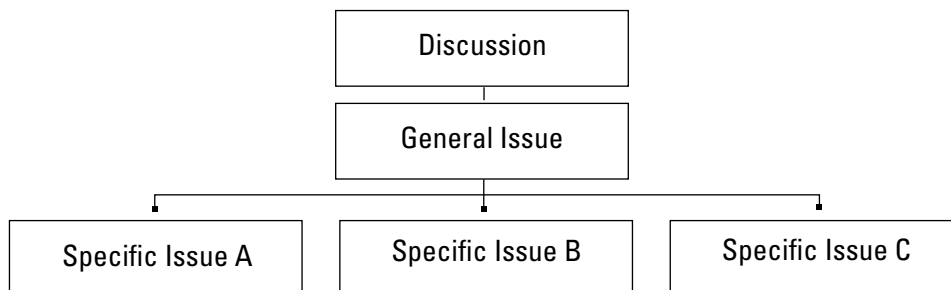 Discussion
General Issue
Specific Issue A
Specific Issue B
Specific Issue C